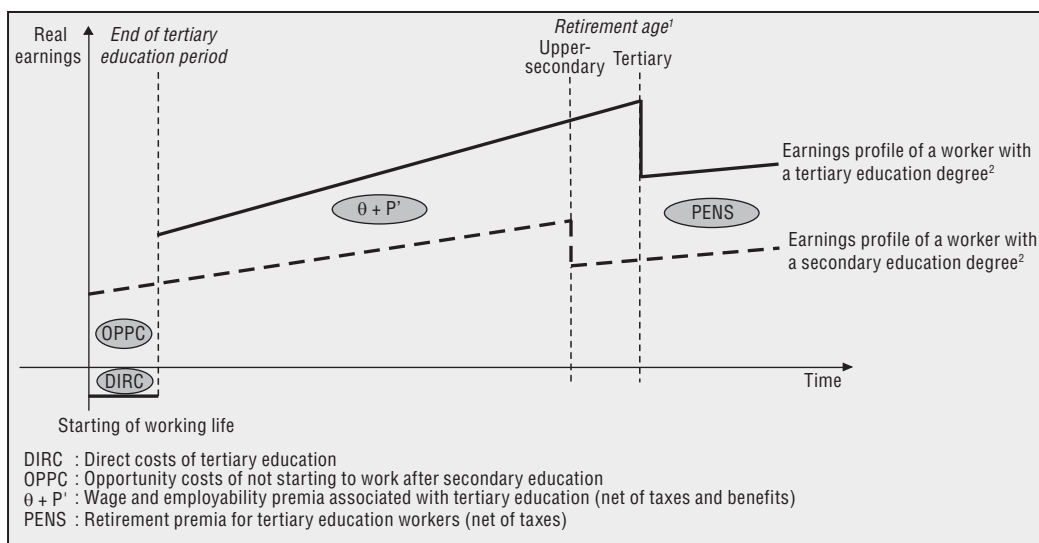 Real
earnings
End of tertiary
education period
Retirement age¹
Upper-
secondary
Tertiary
Earnings profile of a worker with
a tertiary education degree²
θ + P'
PENS
Earnings profile of a worker with
a secondary education degree²
OPPC
DIRC
Time
Starting of working life
DIRC : Direct costs of tertiary education
OPPC : Opportunity costs of not starting to work after secondary education
θ + P' : Wage and employability premia associated with tertiary education (net of taxes and benefits)
PENS : Retirement premia for tertiary education workers (net of taxes)